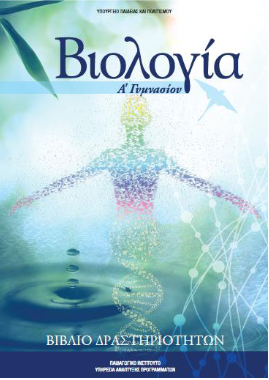 ΥΠΟΥΡΓΕΙΟ ΠΑΙΔΕΙΑΣ ΚΑΙ ΠΟΛΙΤΙΣΜΟΥ
Βιολογία
Α΄ Γυμνασίου
ΒΙΒΛΙΟ ΔΡΑΣΤΗΡΙΟΤΗΤΩΝ
ΠΑΙΔΑΓΩΓΙΚΟ ΙΝΣΤΙΤΟΥΤΟ
ΥΠΗΡΕΣΙΑ ΑΝΑΠΤΥΞΗΣ ΠΡΟΓΡΑΜΜΑΤΩΝ